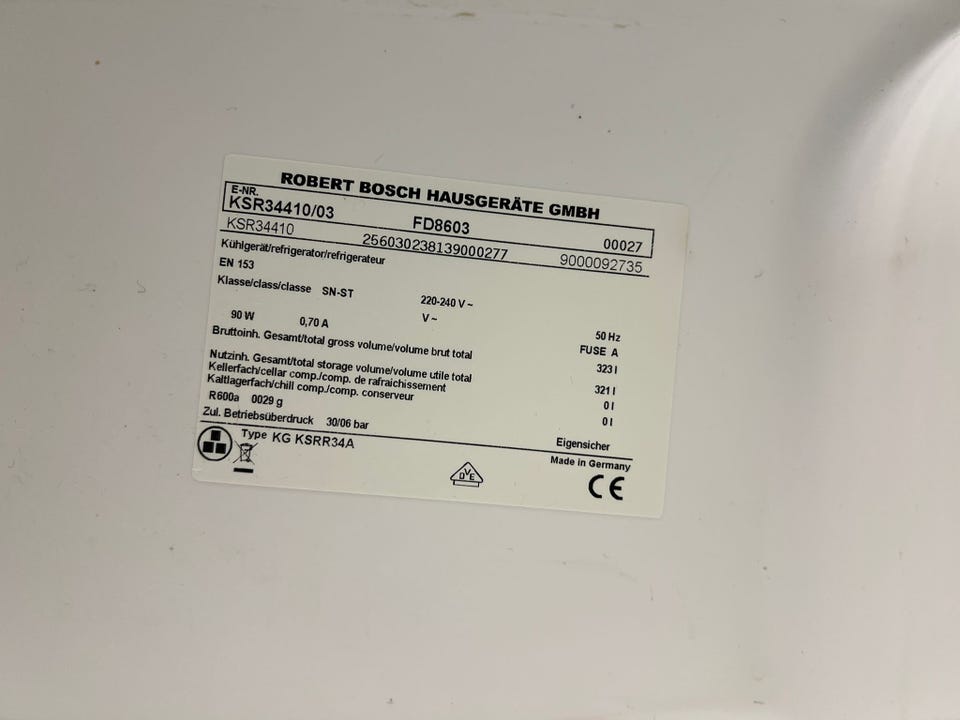 ROBERT BOSCH HAUSGERÄTE GMBH
E-NR.
KSR34410/03 FD8603 00027
KSR34410 256030238139000277 9000092735
Kühlgerät/refrigerator/refrigerateur
EN 153
Klasse/class/classe SN-ST 220-240 V ~ 50 Hz
90 W 0,70 A V ~ FUSE A
Bruttoinh. Gesamt/total gross volume/volume brut total 323 l
Nutzinh. Gesamt/total storage volume/volume utile total 321 l
Kellerfach/cellar comp./comp. de rafraichissement 0 l
Kaltlagerfach/chill comp./comp. conserveur 0 l
R600a 0029 g
Zul. Betriebsüberdruck 30/06 bar Eigensicher
Type KG KSRR34A Made in Germany
DVE CE